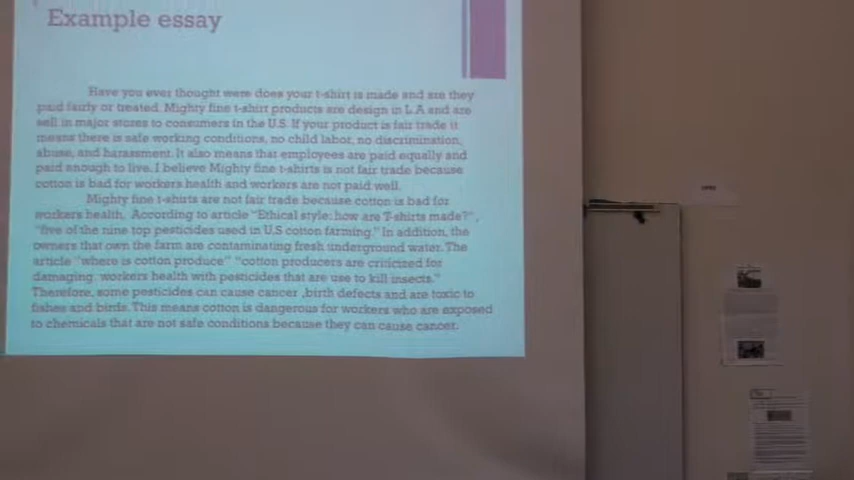 Example essay
Have you ever thought were does your t-shirt is made and are they
paid fairly or treated. Mighty fine t-shirt products are design in L.A and are
sell in major stores to consumers in the U.S. If your product is fair trade it
means there is safe working conditions, no child labor, no discrimination,
abuse, and harassment. It also means that employees are paid equally and
paid enough to live. I believe Mighty fine t-shirts is not fair trade because
cotton is bad for workers health and workers are not paid well.
Mighty fine t-shirts are not fair trade because cotton is bad for
workers health. According to article "Ethical style: how are T-shirts made?",
"five of the nine top pesticides used in U.S cotton farming." In addition, the
owners that own the farm are contaminating fresh underground water. The
article "where is cotton produce" "cotton producers are criticized for
damaging workers health with pesticides that are use to kill insects."
Therefore, some pesticides can cause cancer ,birth defects and are toxic to
fishes and birds. This means cotton is dangerous for workers who are exposed
to chemicals that are not safe conditions because they can cause cancer.